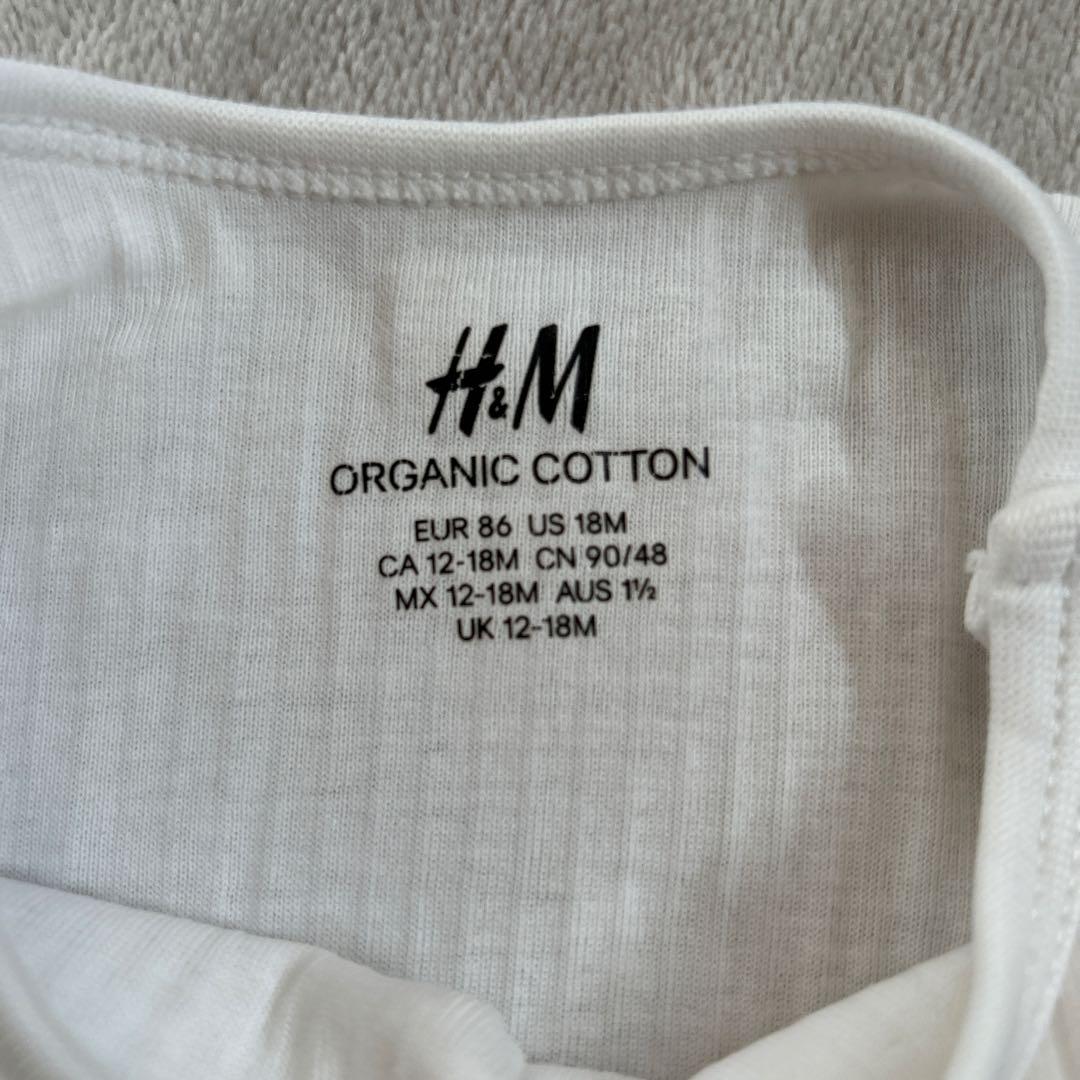 H&M
ORGANIC COTTON
EUR 86 US 18M
CA 12-18M CN 90/48
MX 12-18M AUS 1½
UK 12-18M